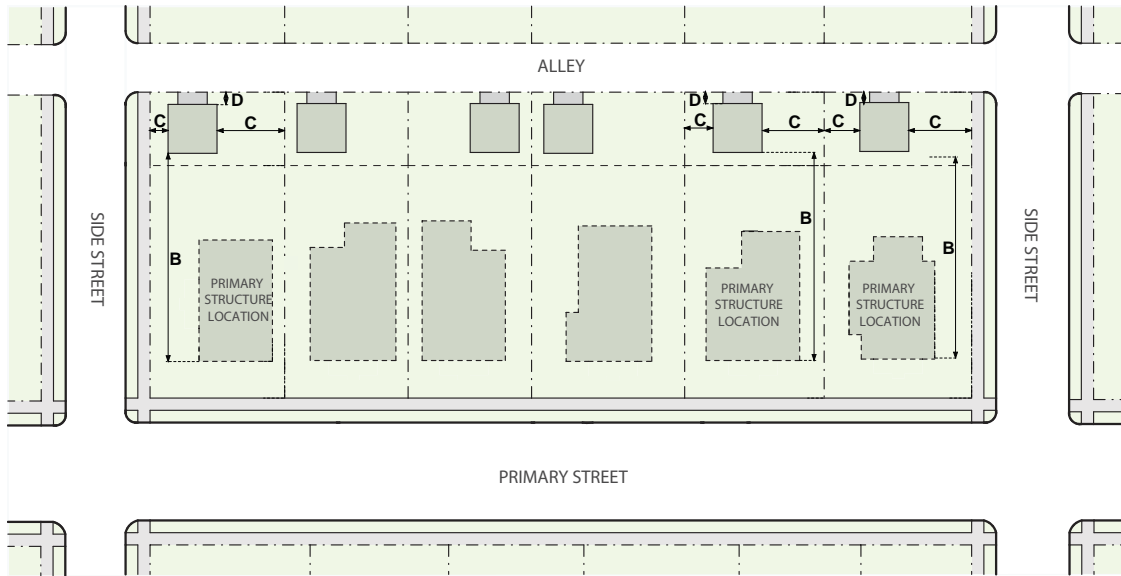 ALLEY
D
D
D
C
C
C
C
C
C
B
B
B
SIDE STREET
SIDE STREET
PRIMARY
STRUCTURE
LOCATION
PRIMARY
STRUCTURE
LOCATION
PRIMARY
STRUCTURE
LOCATION
PRIMARY STREET